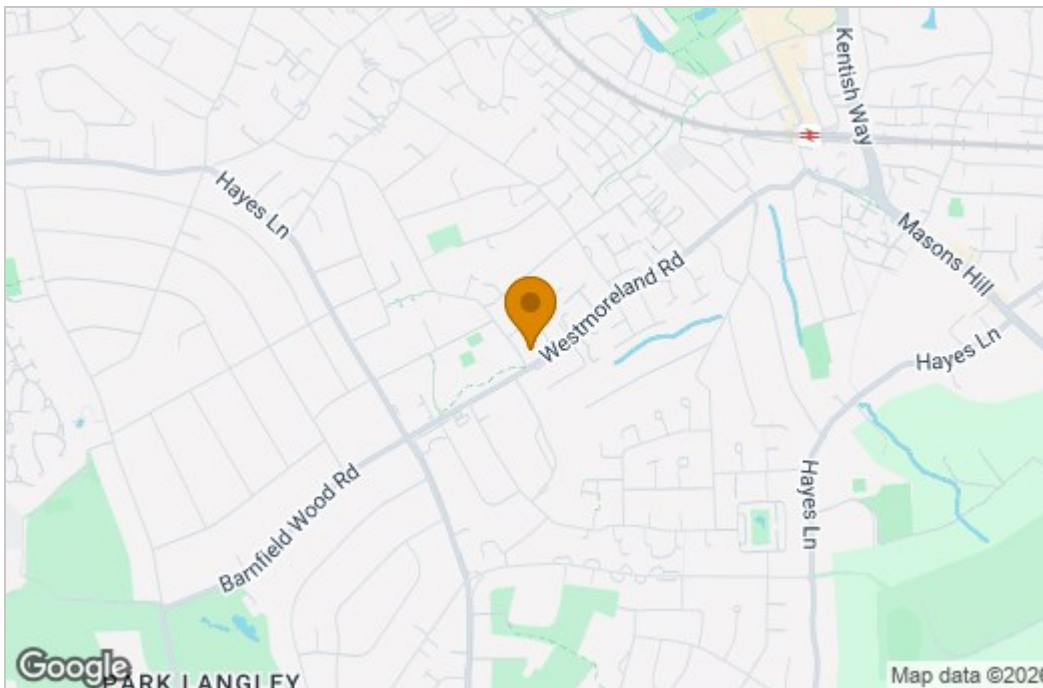 Kentish Way
Hayes Ln
Masons Hill
Westmoreland Rd
Hayes Ln
Hayes Ln
Barnfield Wood Rd
Google
PARK LANGLEY
Map data ©2026